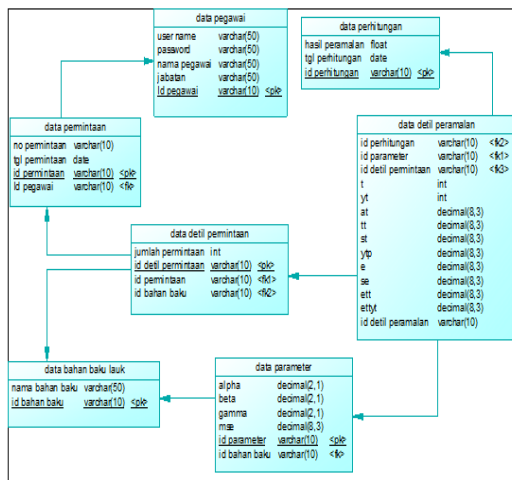 data pegawai
user name varchar(50)
password varchar(50)
nama pegawai varchar(50)
jabatan varchar(50)
Id pegawai varchar(10) <pk>
data perhitungan
hasil peramalan float
tgl perhitungan date
id perhitungan varchar(10) <pk>
data permintaan
no permintaan varchar(10)
tgl permintaan date
id permintaan varchar(10) <pk>
Id pegawai varchar(10) <fk>
data detil peramalan
id perhitungan varchar(10) <fk2>
id parameter varchar(10) <fk1>
id detil permintaan varchar(10) <fk3>
t int
yt int
at decimal(8,3)
tt decimal(8,3)
st decimal(8,3)
ytp decimal(8,3)
e decimal(8,3)
se decimal(8,3)
ett decimal(8,3)
ettyt decimal(8,3)
id detil peramalan varchar(10)
data detil permintaan
jumlah permintaan int
id detil permintaan varchar(10) <pk>
id permintaan varchar(10) <fk1>
id bahan baku varchar(10) <fk2>
data bahan baku lauk
nama bahan baku varchar(50)
id bahan baku varchar(10) <pk>
data parameter
alpha decimal(2,1)
beta decimal(2,1)
gamma decimal(2,1)
mse decimal(8,3)
id parameter varchar(10) <pk>
id bahan baku varchar(10) <fk>